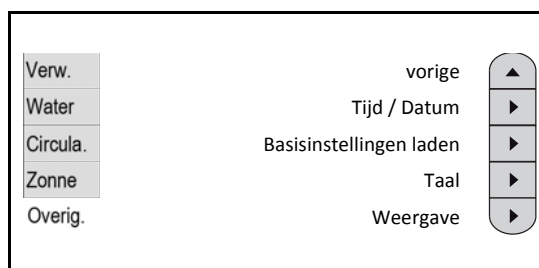 Verw. vorige
Water Tijd / Datum
Circula. Basisinstellingen laden
Zonne Taal
Overig. Weergave